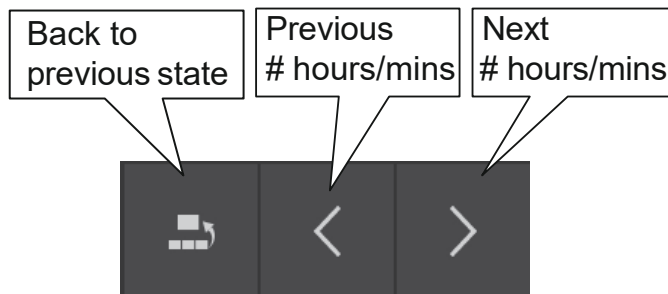 Back to
previous state
Previous
# hours/mins
Next
# hours/mins